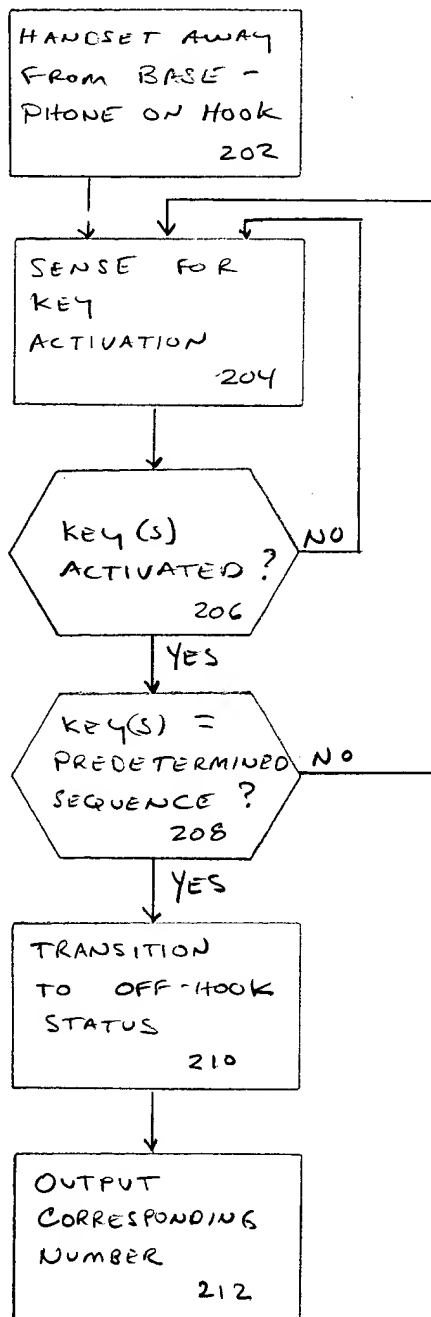 HANDSET AWAY
FROM BASE -
PHONE ON HOOK
202
SENSE FOR
KEY
ACTIVATION
204
KEY(S)
ACTIVATED ?
206
NO
YES
KEY(S) =
PREDETERMINED
SEQUENCE ?
208
NO
YES
TRANSITION
TO OFF-HOOK
STATUS
210
OUTPUT
CORRESPONDING
NUMBER
212